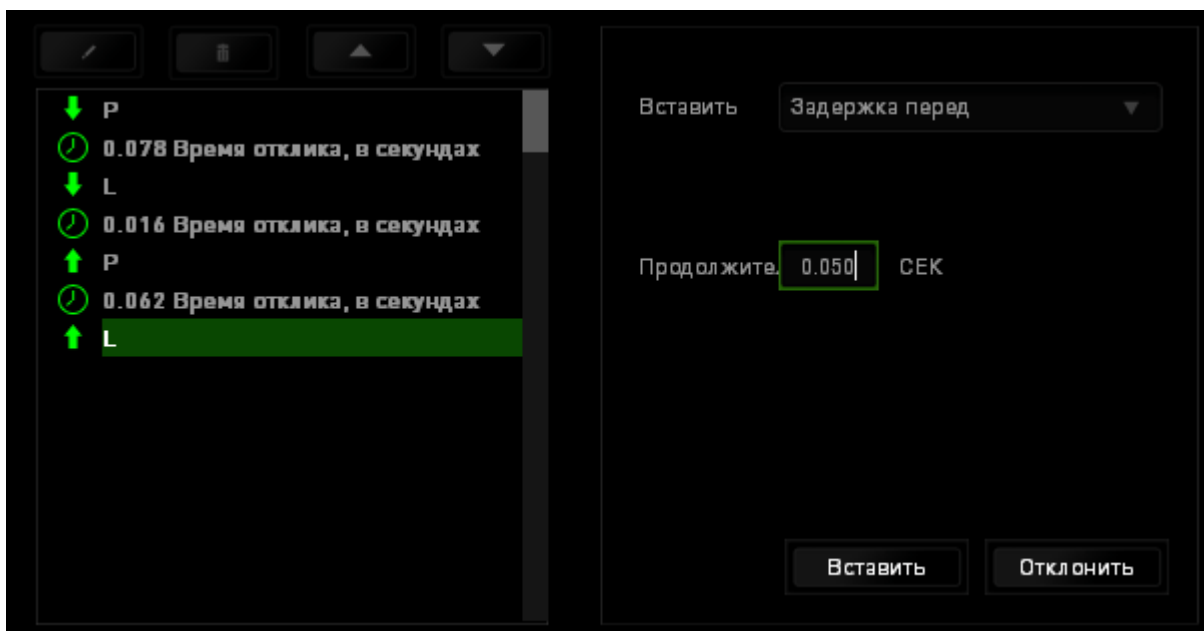 P
0.078 Время отклика, в секундах
L
0.016 Время отклика, в секундах
P
0.062 Время отклика, в секундах
L
Вставить Задержка перед
Продолжите 0.050 СЕК
Вставить Отклонить